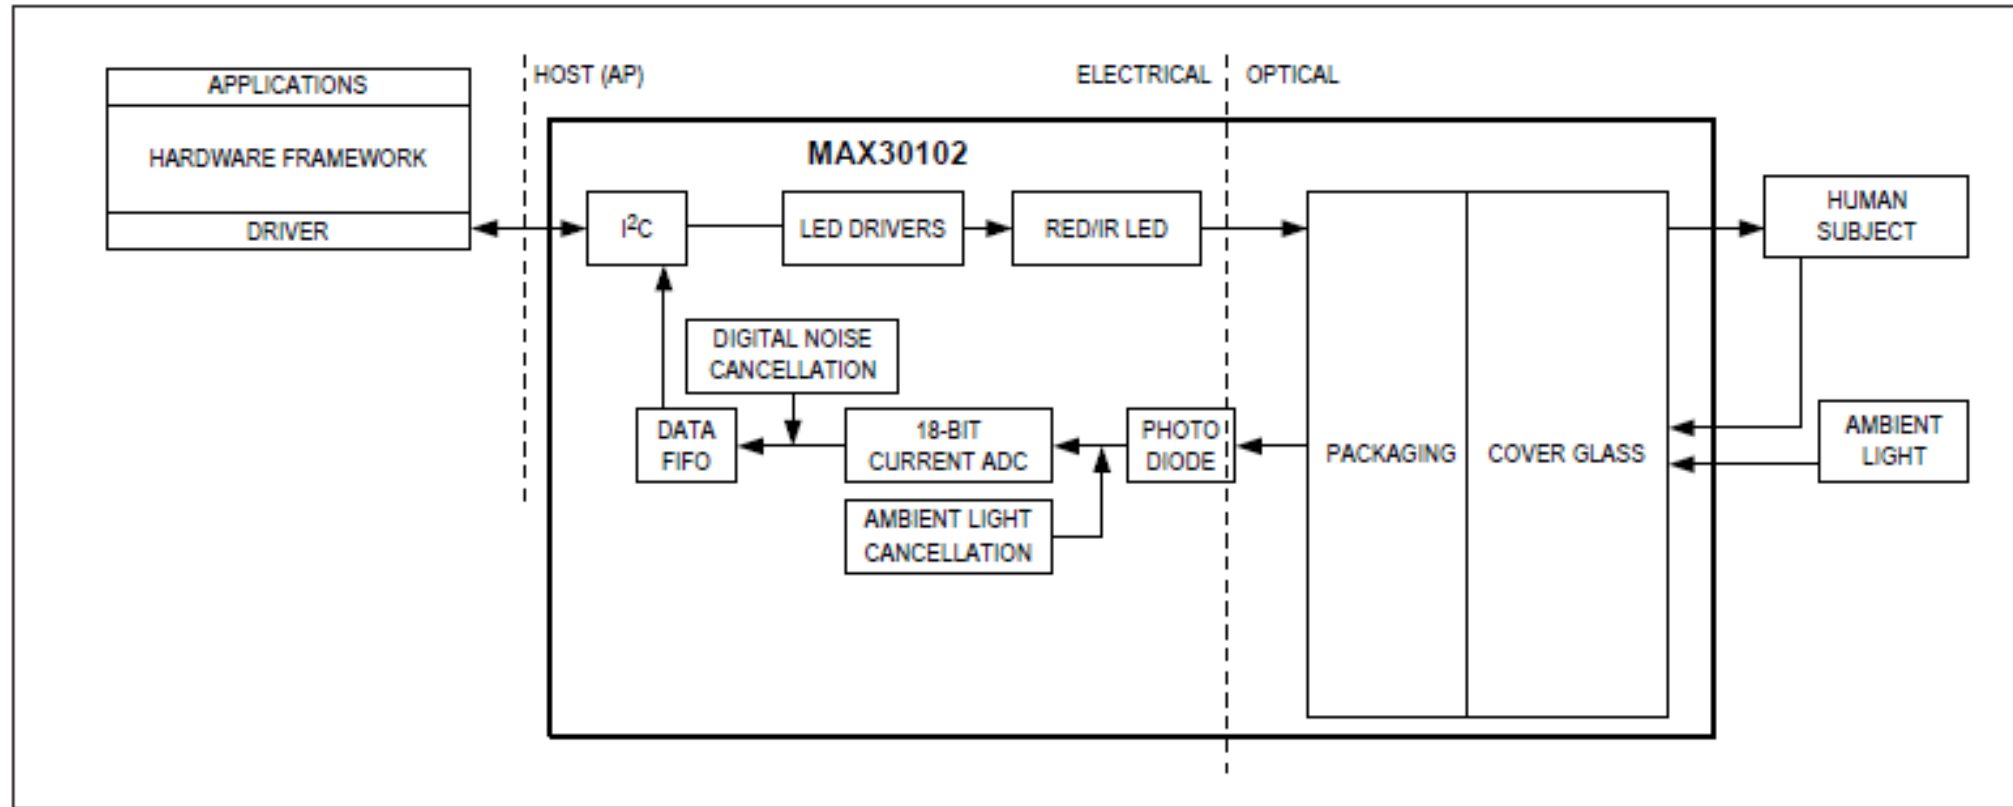 HOST (AP)
ELECTRICAL
OPTICAL
APPLICATIONS
HARDWARE FRAMEWORK
DRIVER
MAX30102
I²C
LED DRIVERS
RED/IR LED
HUMAN
SUBJECT
DIGITAL NOISE
CANCELLATION
DATA
FIFO
18-BIT
CURRENT ADC
PHOTO
DIODE
PACKAGING
COVER GLASS
AMBIENT
LIGHT
AMBIENT LIGHT
CANCELLATION